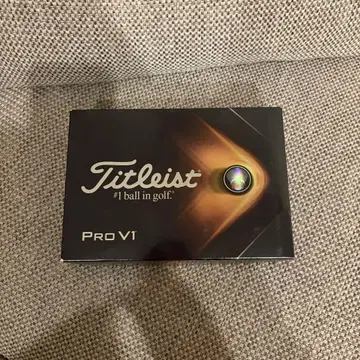 Titleist
#1 ball in golf.®
PRO V1